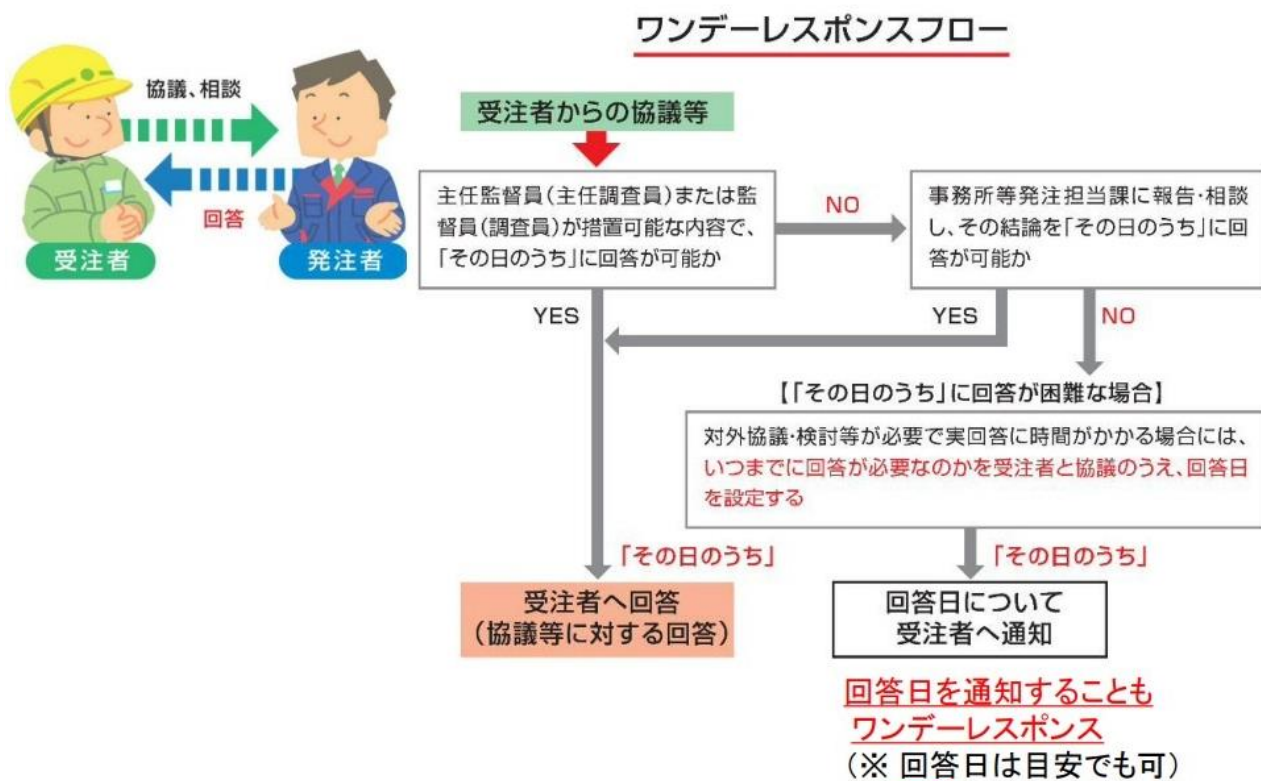 ワンデーレスポンスフロー
協議、相談
回答
受注者
発注者
受注者からの協議等
主任監督員(主任調査員)または監
督員(調査員)が措置可能な内容で、
「その日のうち」に回答が可能か
NO
事務所等発注担当課に報告・相談
し、その結論を「その日のうち」に回
答が可能か
YES
YES
NO
【「その日のうち」に回答が困難な場合】
対外協議・検討等が必要で実回答に時間がかかる場合には、
いつまでに回答が必要なのかを受注者と協議のうえ、回答日
を設定する
「その日のうち」
「その日のうち」
受注者へ回答
(協議等に対する回答)
回答日について
受注者へ通知
回答日を通知することも
ワンデーレスポンス
(※ 回答日は目安でも可)